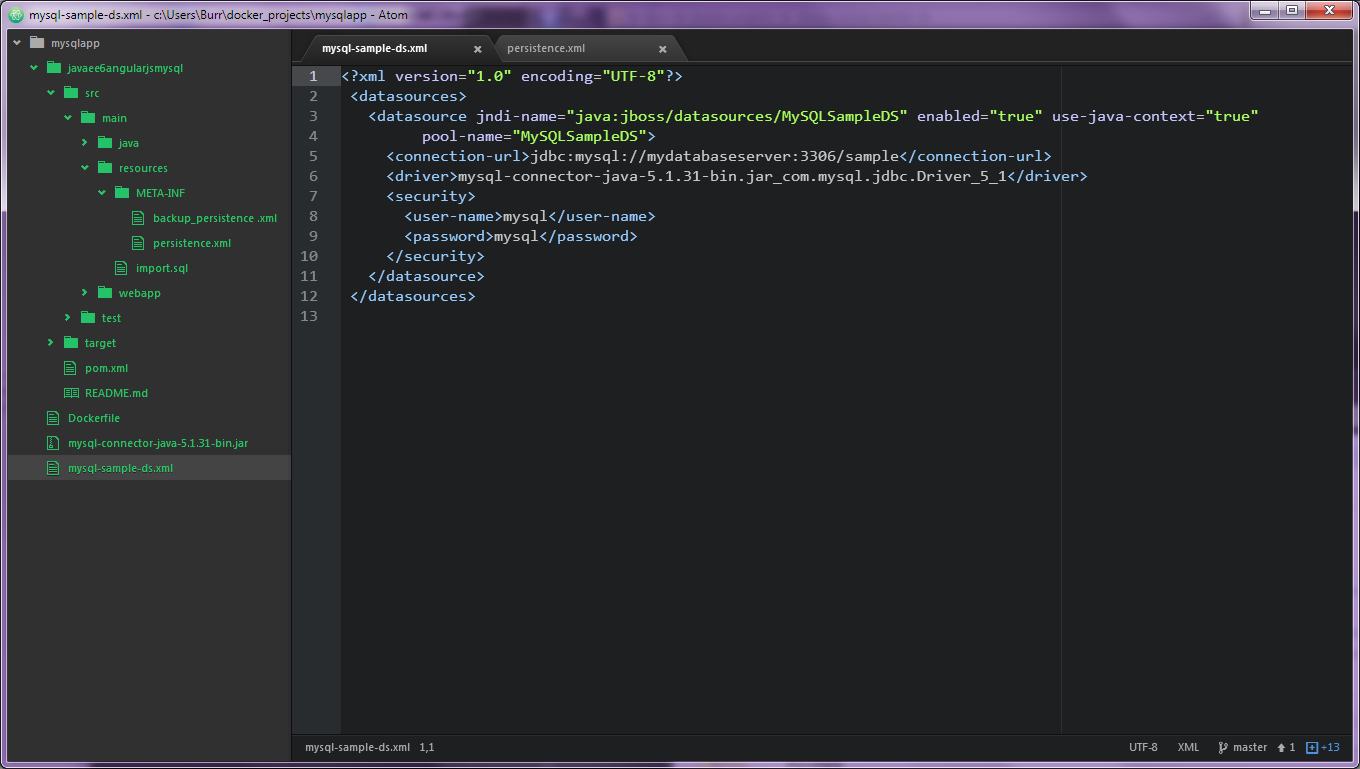 mysql-sample-ds.xml - c:\Users\Burr\docker_projects\mysqlapp - Atom
mysqlapp
javaee6angularjsmysql
src
main
java
resources
META-INF
backup_persistence .xml
persistence.xml
import.sql
webapp
test
target
pom.xml
README.md
Dockerfile
mysql-connector-java-5.1.31-bin.jar
mysql-sample-ds.xml
mysql-sample-ds.xml persistence.xml
1 <?xml version="1.0" encoding="UTF-8"?>
2 <datasources>
3 <datasource jndi-name="java:jboss/datasources/MySQLSampleDS" enabled="true" use-java-context="true"
4 pool-name="MySQLSampleDS">
5 <connection-url>jdbc:mysql://mydatabaseserver:3306/sample</connection-url>
6 <driver>mysql-connector-java-5.1.31-bin.jar_com.mysql.jdbc.Driver_5_1</driver>
7 <security>
8 <user-name>mysql</user-name>
9 <password>mysql</password>
10 </security>
11 </datasource>
12 </datasources>
13
mysql-sample-ds.xml 1,1 UTF-8 XML master 1 +13